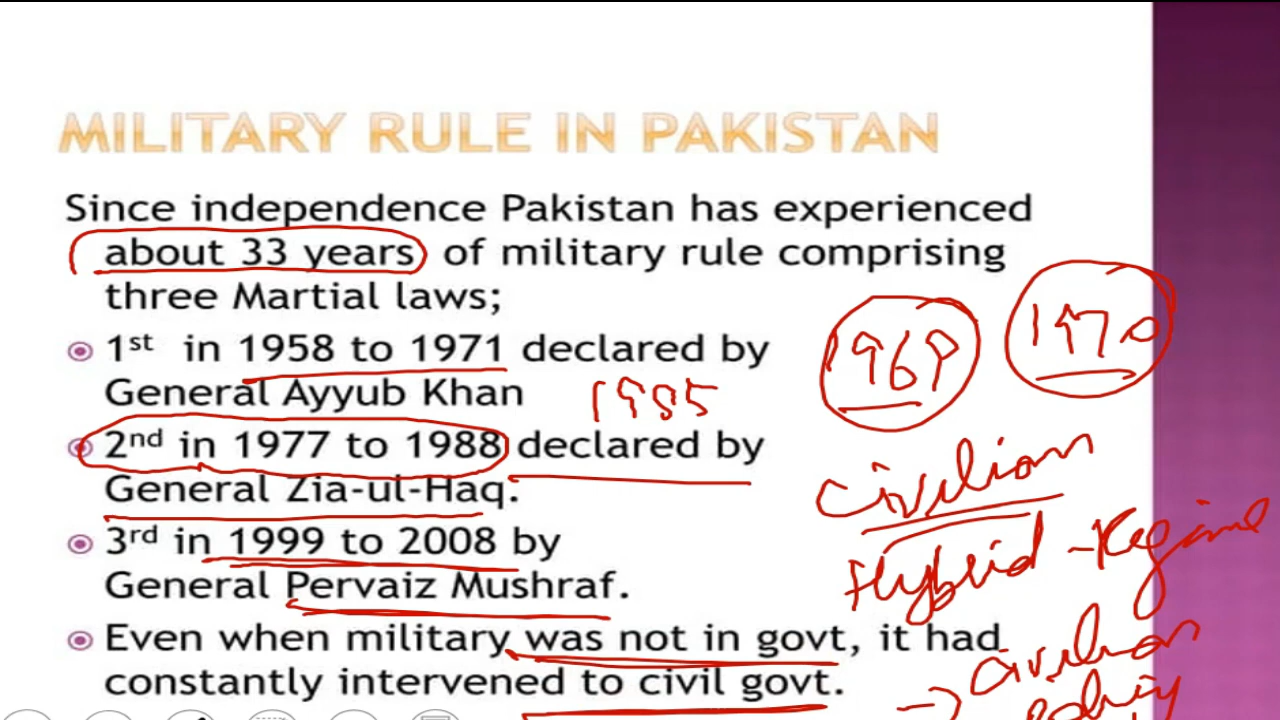 MILITARY RULE IN PAKISTAN
Since independence Pakistan has experienced
about 33 years of military rule comprising
three Martial laws;
1st in 1958 to 1971 declared by
General Ayyub Khan
2nd in 1977 to 1988 declared by
General Zia-ul-Haq.
3rd in 1999 to 2008 by
General Pervaiz Mushraf.
Even when military was not in govt, it had
constantly intervened to civil govt.
1969
1970
1985
Civilian
Hybrid - Regime
→ Civilian
Policy